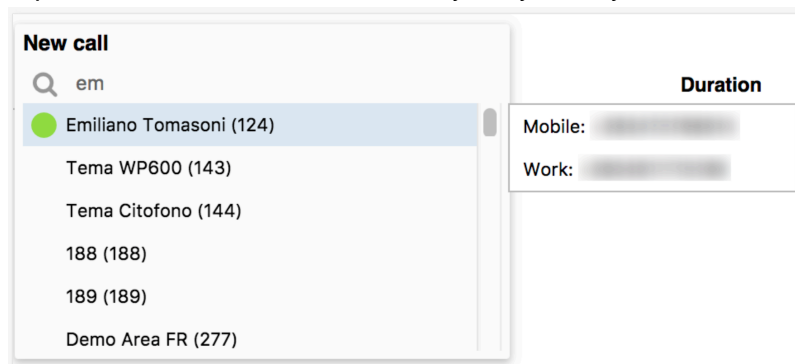 New call
em
Duration
Emiliano Tomasoni (124)
Mobile:
Tema WP600 (143)
Work:
Tema Citofono (144)
188 (188)
189 (189)
Demo Area FR (277)